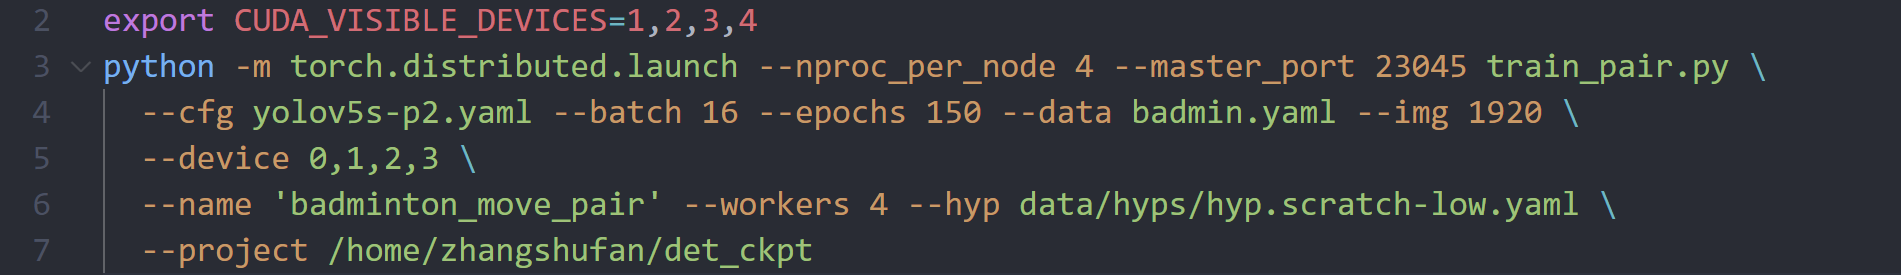 2 export CUDA_VISIBLE_DEVICES=1,2,3,4
3 python -m torch.distributed.launch --nproc_per_node 4 --master_port 23045 train_pair.py \
4 --cfg yolov5s-p2.yaml --batch 16 --epochs 150 --data badmin.yaml --img 1920 \
5 --device 0,1,2,3 \
6 --name 'badminton_move_pair' --workers 4 --hyp data/hyps/hyp.scratch-low.yaml \
7 --project /home/zhangshufan/det_ckpt